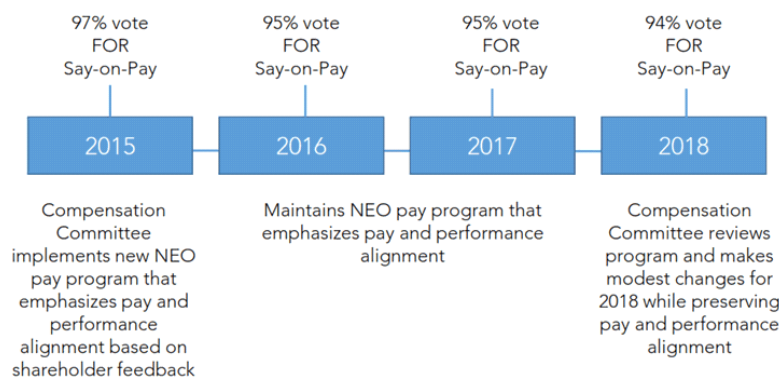 97% vote
FOR
Say-on-Pay
95% vote
FOR
Say-on-Pay
95% vote
FOR
Say-on-Pay
94% vote
FOR
Say-on-Pay
2015
2016
2017
2018
Compensation
Committee
implements new NEO
pay program that
emphasizes pay and
performance
alignment based on
shareholder feedback
Maintains NEO pay program that
emphasizes pay and performance
alignment
Compensation
Committee reviews
program and makes
modest changes for
2018 while preserving
pay and performance
alignment